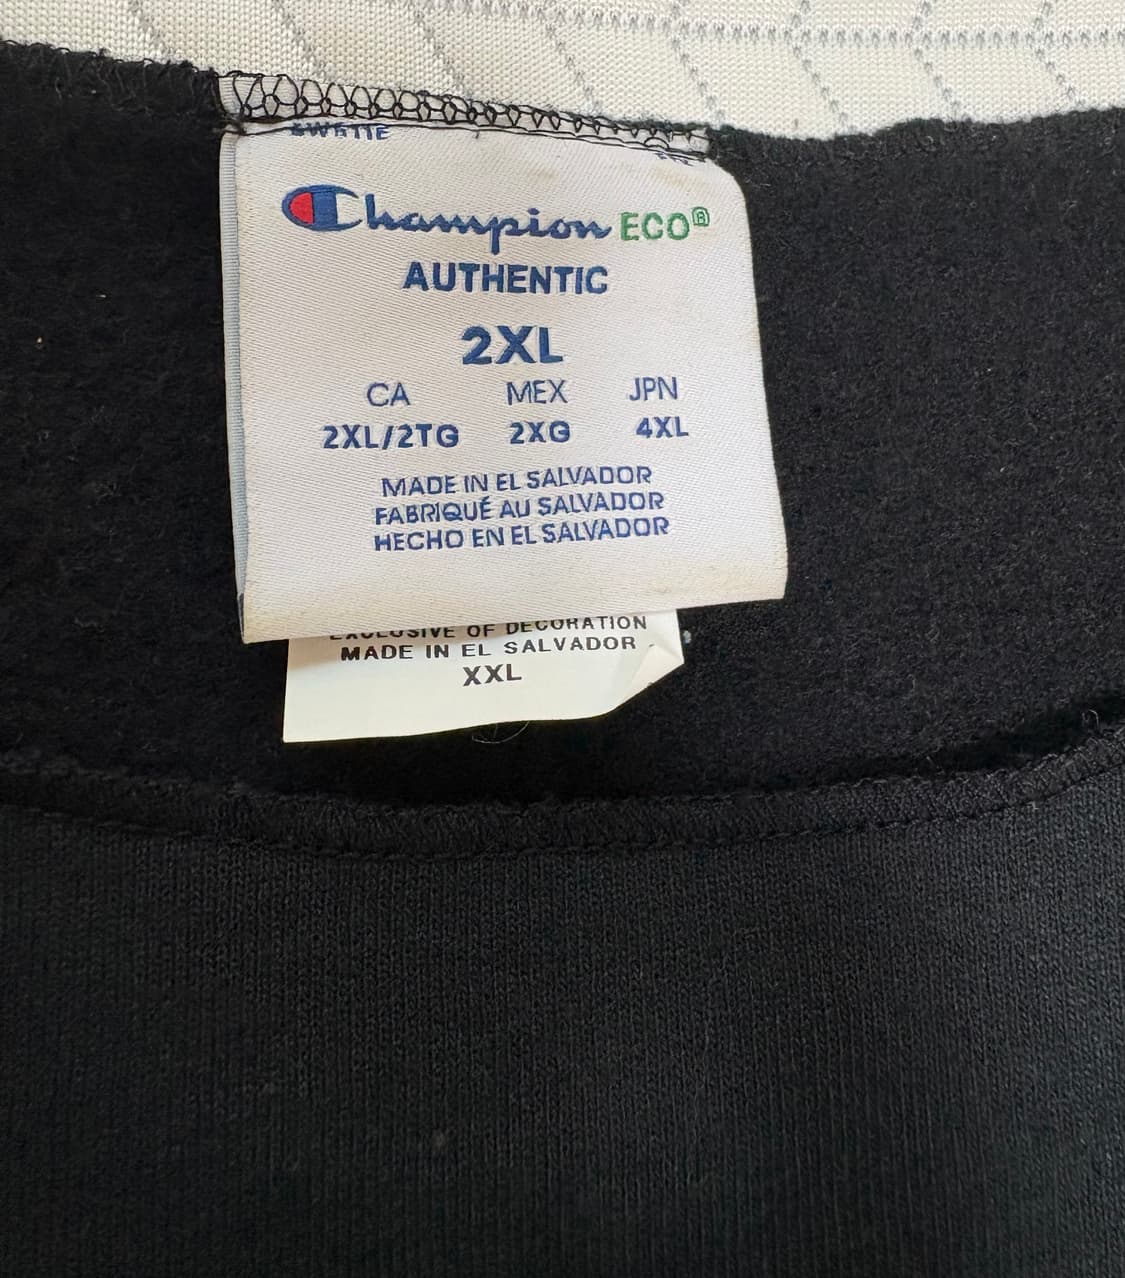 Champion ECO®
AUTHENTIC
2XL
CA MEX JPN
2XL/2TG 2XG 4XL
MADE IN EL SALVADOR
FABRIQUÉ AU SALVADOR
HECHO EN EL SALVADOR
EXCLUSIVE OF DECORATION
MADE IN EL SALVADOR
XXL